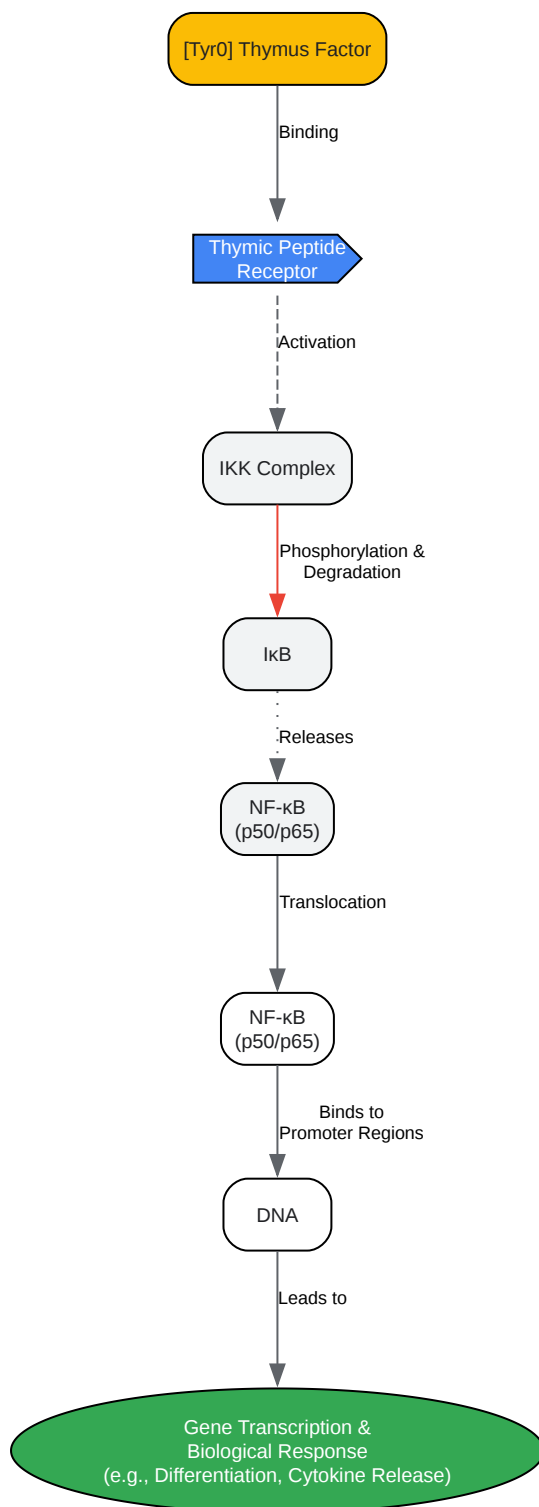 [Tyr0] Thymus Factor
Binding
Thymic Peptide
Receptor
Activation
IKK Complex
Phosphorylation &
Degradation
IκB
Releases
NF-κB
(p50/p65)
Translocation
NF-κB
(p50/p65)
Binds to
Promoter Regions
DNA
Leads to
Gene Transcription &
Biological Response
(e.g., Differentiation, Cytokine Release)